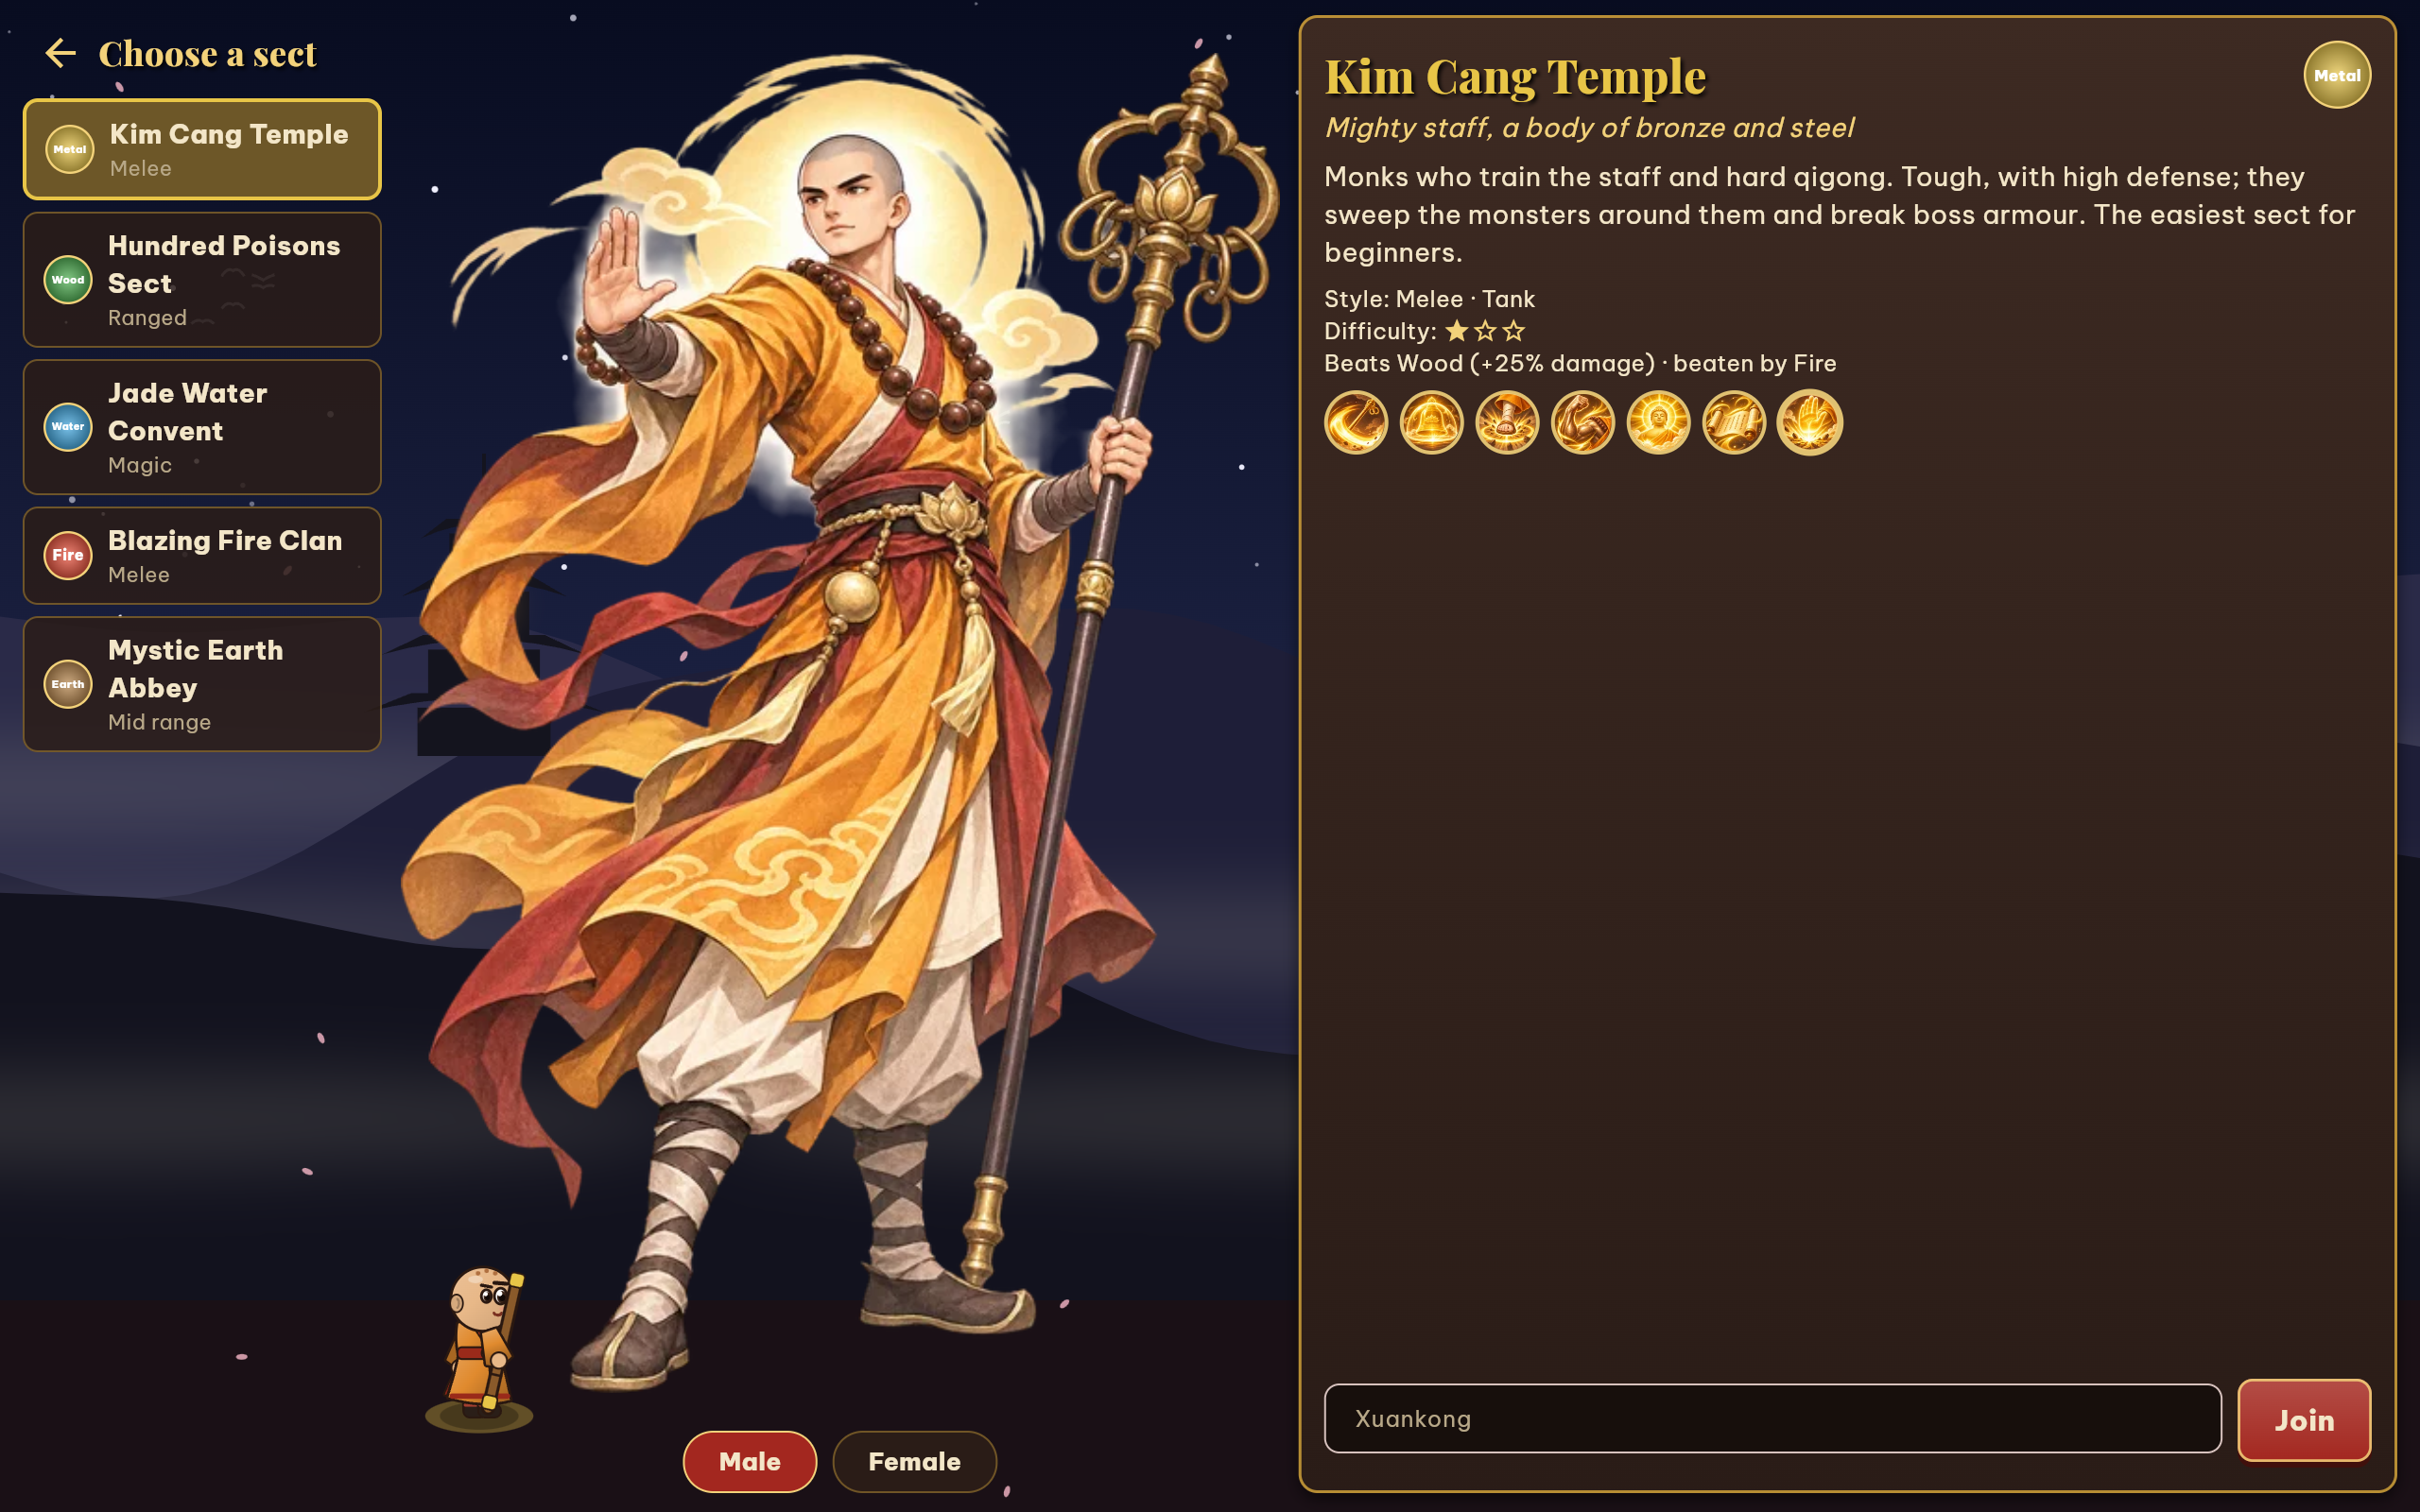 Choose a sect
Metal
Kim Cang Temple
Melee
Wood
Hundred Poisons
Sect
Ranged
Water
Jade Water
Convent
Magic
Fire
Blazing Fire Clan
Melee
Earth
Mystic Earth
Abbey
Mid range
Male
Female
Kim Cang Temple
Metal
Mighty staff, a body of bronze and steel
Monks who train the staff and hard qigong. Tough, with high defense; they
sweep the monsters around them and break boss armour. The easiest sect for
beginners.
Style: Melee · Tank
Difficulty: ★☆☆
Beats Wood (+25% damage) · beaten by Fire
Xuankong
Join